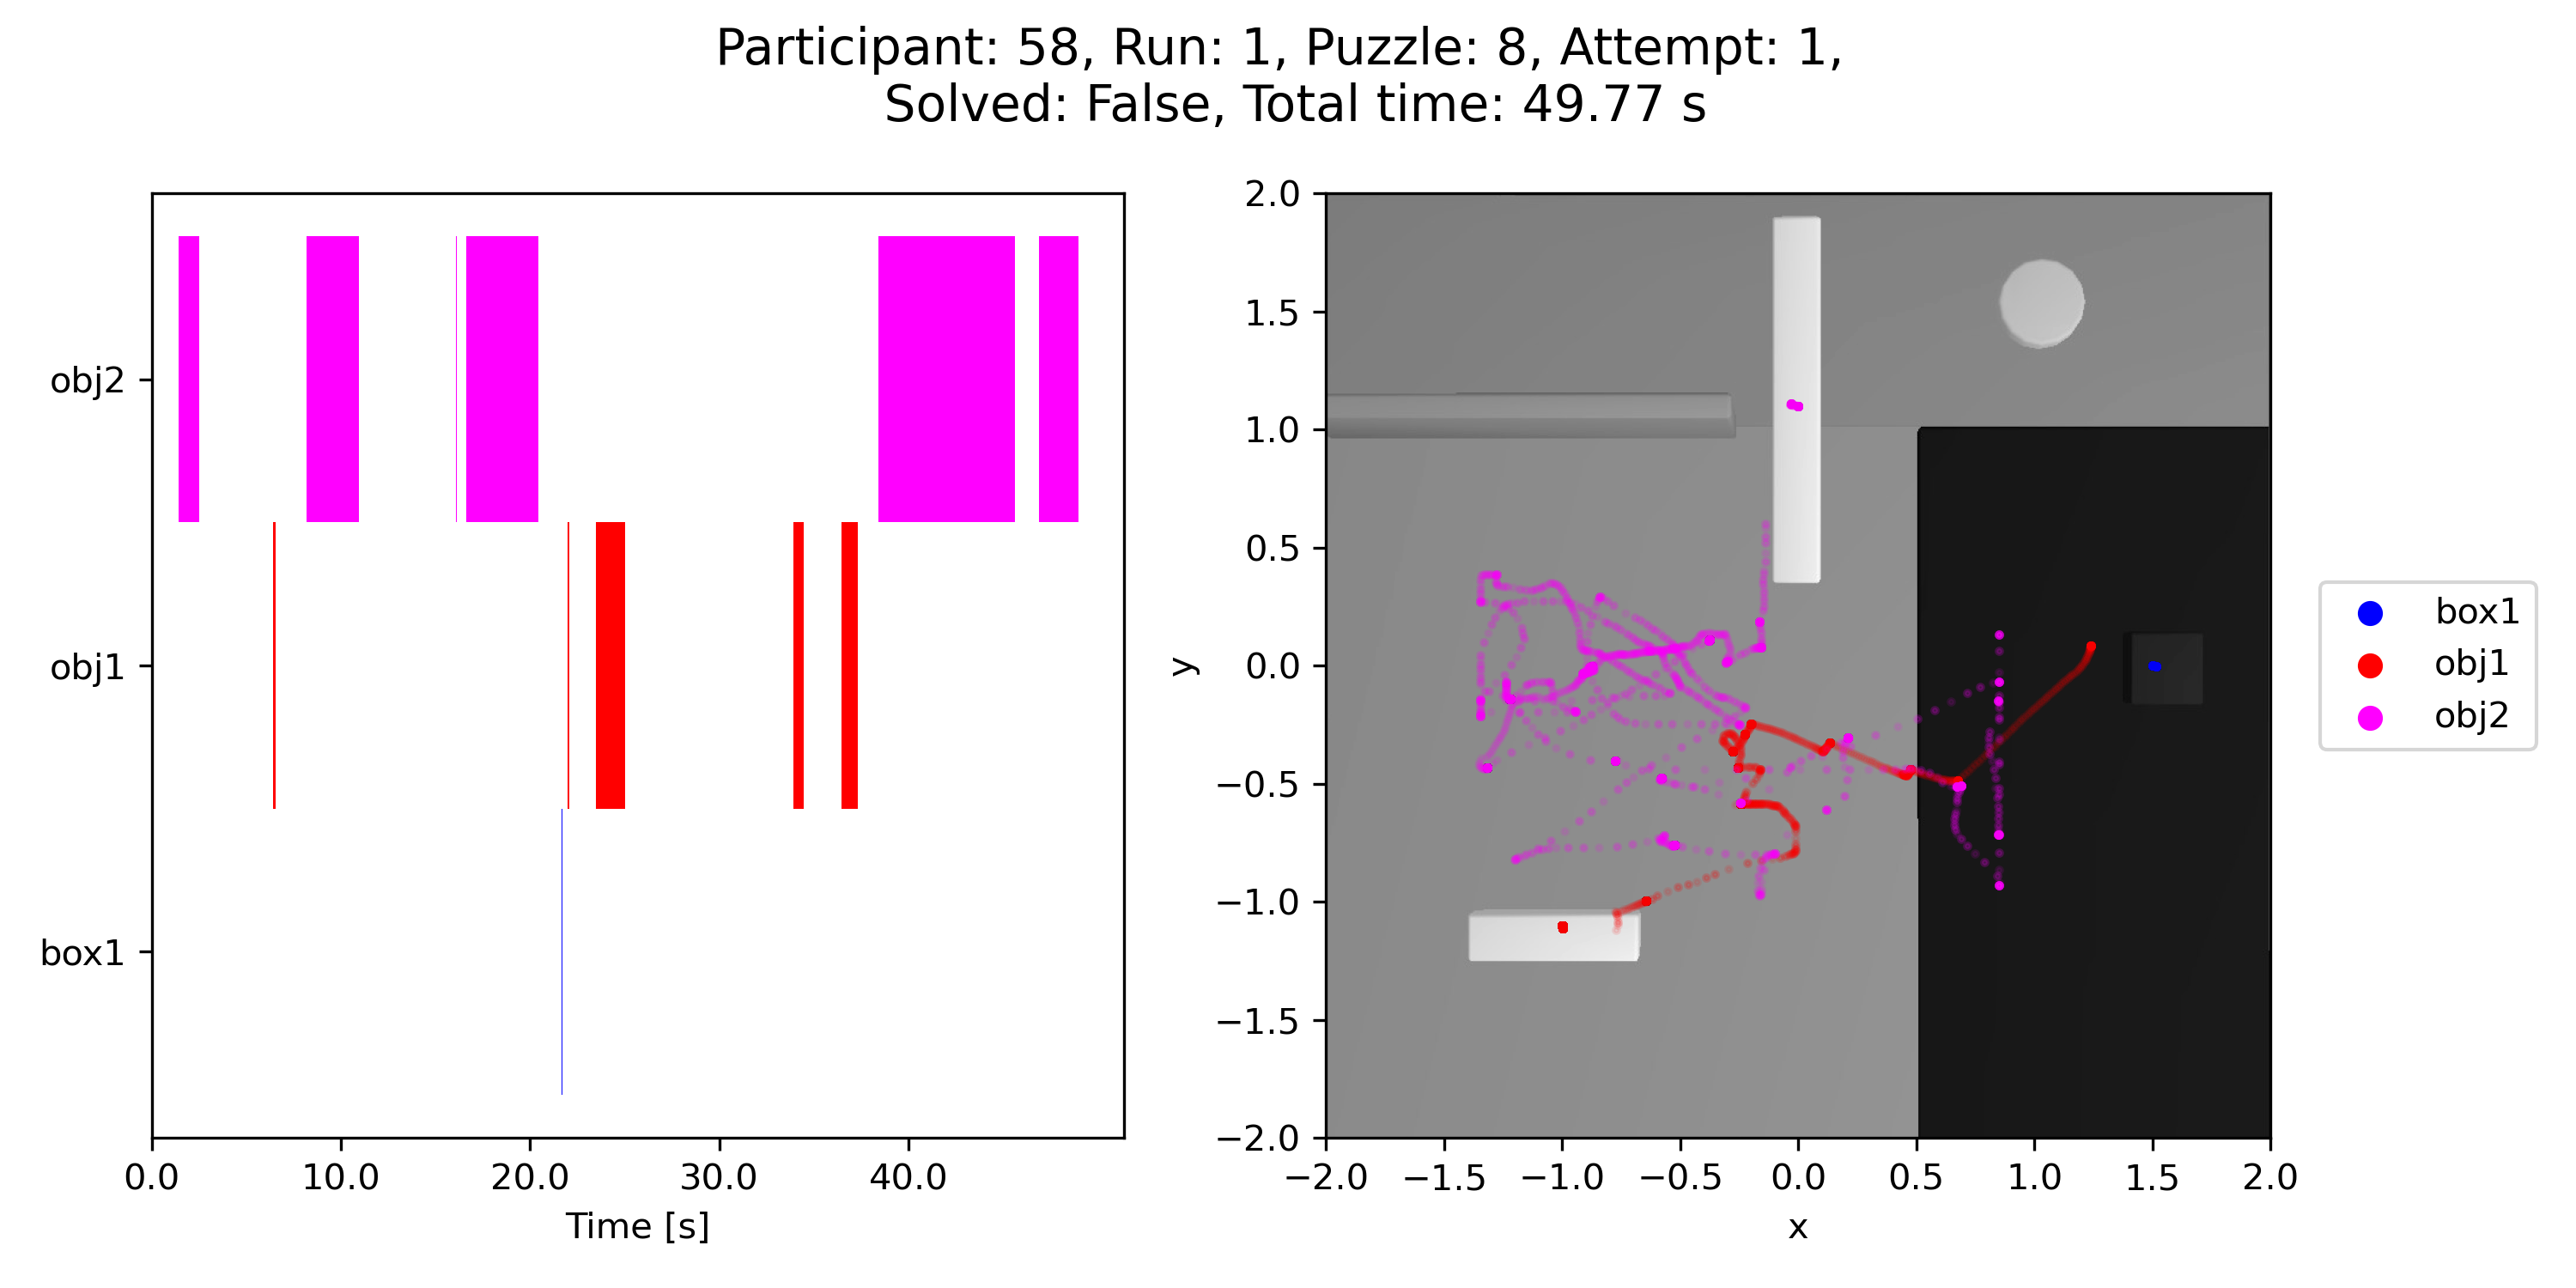 Participant: 58, Run: 1, Puzzle: 8, Attempt: 1,
Solved: False, Total time: 49.77 s
obj2
obj1
box1
0.0 10.0 20.0 30.0 40.0
Time [s]
2.0
1.5
1.0
0.5
0.0
−0.5
−1.0
−1.5
−2.0
y
−2.0 −1.5 −1.0 −0.5 0.0 0.5 1.0 1.5 2.0
x
box1
obj1
obj2